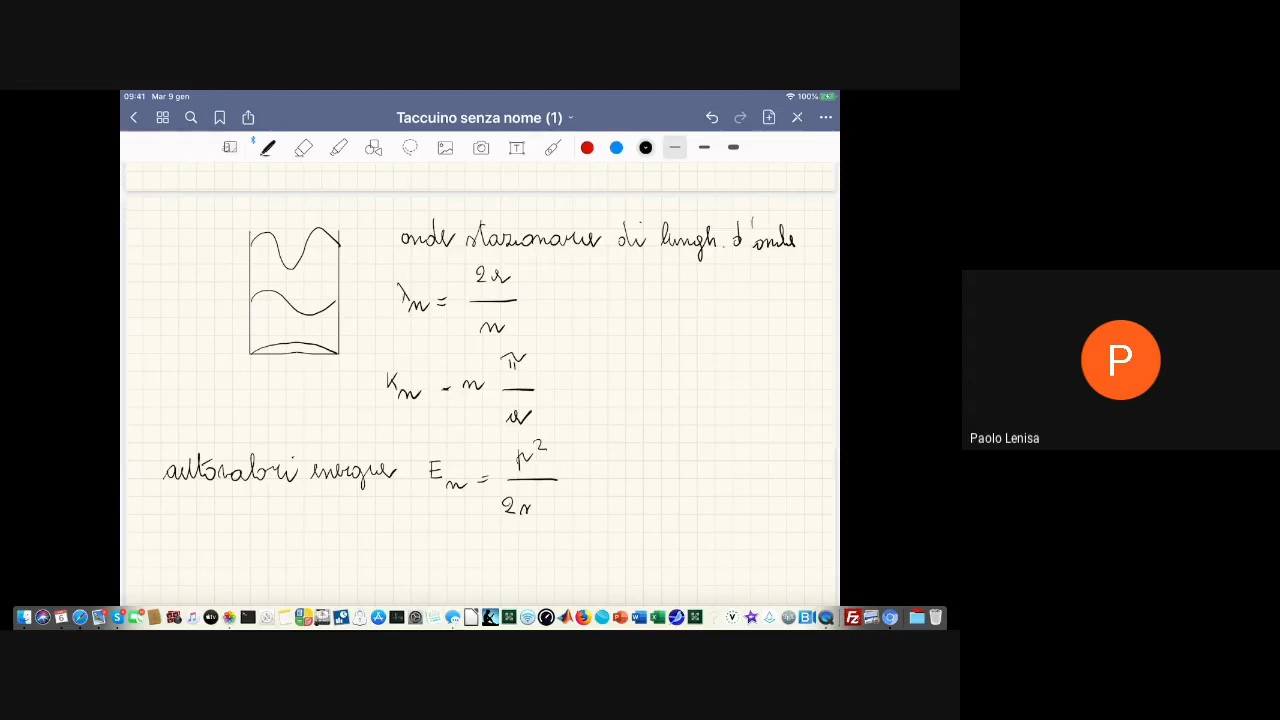 09:41 Mar 9 gen
100%
Taccuino senza nome (1)
onde stazionarie di lungh. d'onda
λn = 2a / n
Kn = n π / a
autovalori energie En = p² / 2m
P
Paolo Lenisa